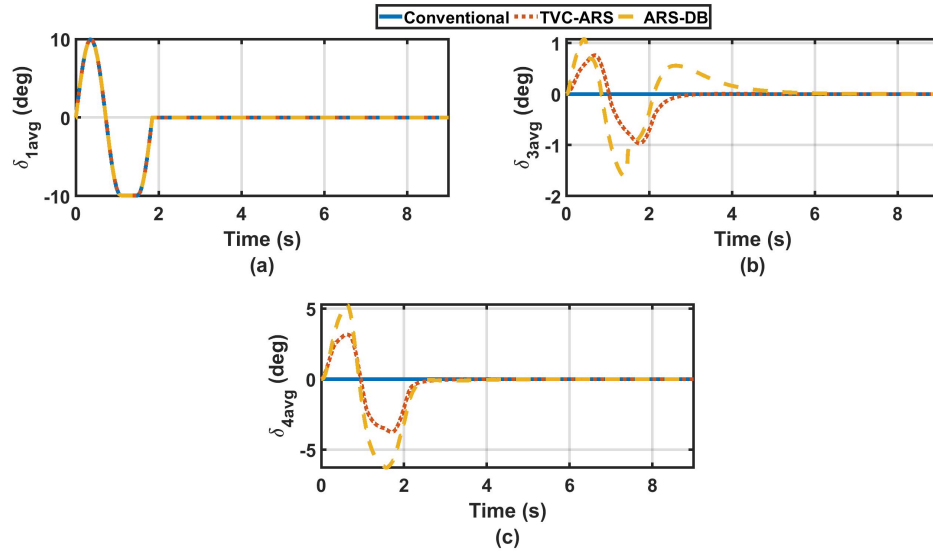 Conventional TVC-ARS ARS-DB
10
0
-10
δ1avg (deg)
0 2 4 6 8
Time (s)
(a)
1
0
-1
-2
δ3avg (deg)
0 2 4 6 8
Time (s)
(b)
5
0
-5
δ4avg (deg)
0 2 4 6 8
Time (s)
(c)